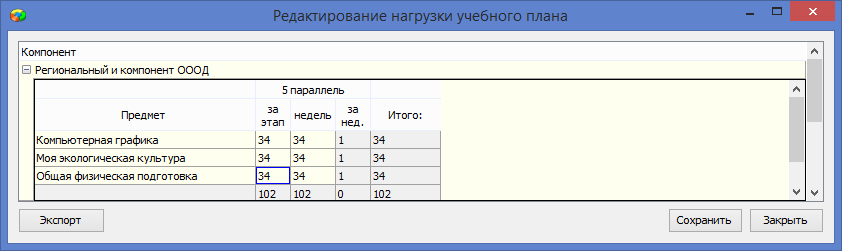 Редактирование нагрузки учебного плана
Компонент
Региональный и компонент ОООД
5 параллель
Предмет за этап недель за нед. Итого:
Компьютерная графика 34 34 1 34
Моя экологическая культура 34 34 1 34
Общая физическая подготовка 34 34 1 34
102 102 0 102
Экспорт Сохранить Закрыть